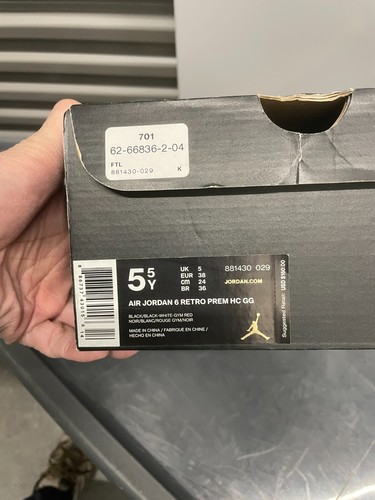 701
62-66836-2-04
FTL
881430-029 K
5 5 Y
UK 5
EUR 38
CM 24
BR 36
881430 029
JORDAN.COM
AIR JORDAN 6 RETRO PREM HC GG
BLACK/BLACK-WHITE-GYM RED
NOIR/BLANC/ROUGE GYM/NOIR
MADE IN CHINA / FABRIQUE EN CHINE /
HECHO EN CHINA
Suggested Retail: USD $160.00